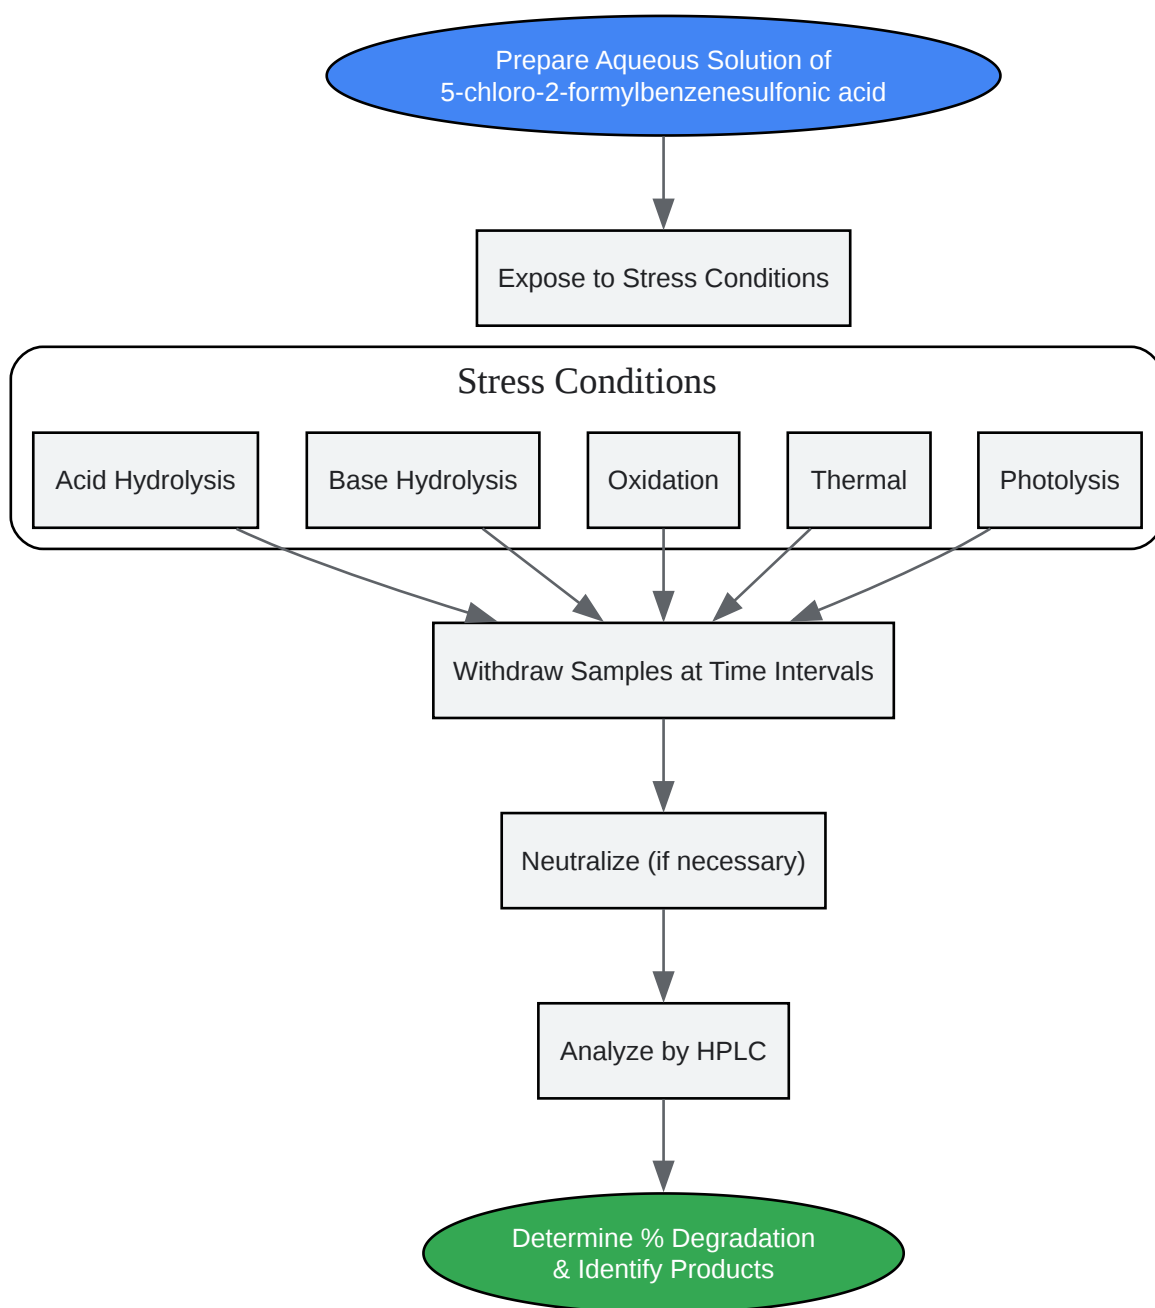 Prepare Aqueous Solution of
5-chloro-2-formylbenzenesulfonic acid
Expose to Stress Conditions
Stress Conditions
Acid Hydrolysis
Base Hydrolysis
Oxidation
Thermal
Photolysis
Withdraw Samples at Time Intervals
Neutralize (if necessary)
Analyze by HPLC
Determine % Degradation
& Identify Products